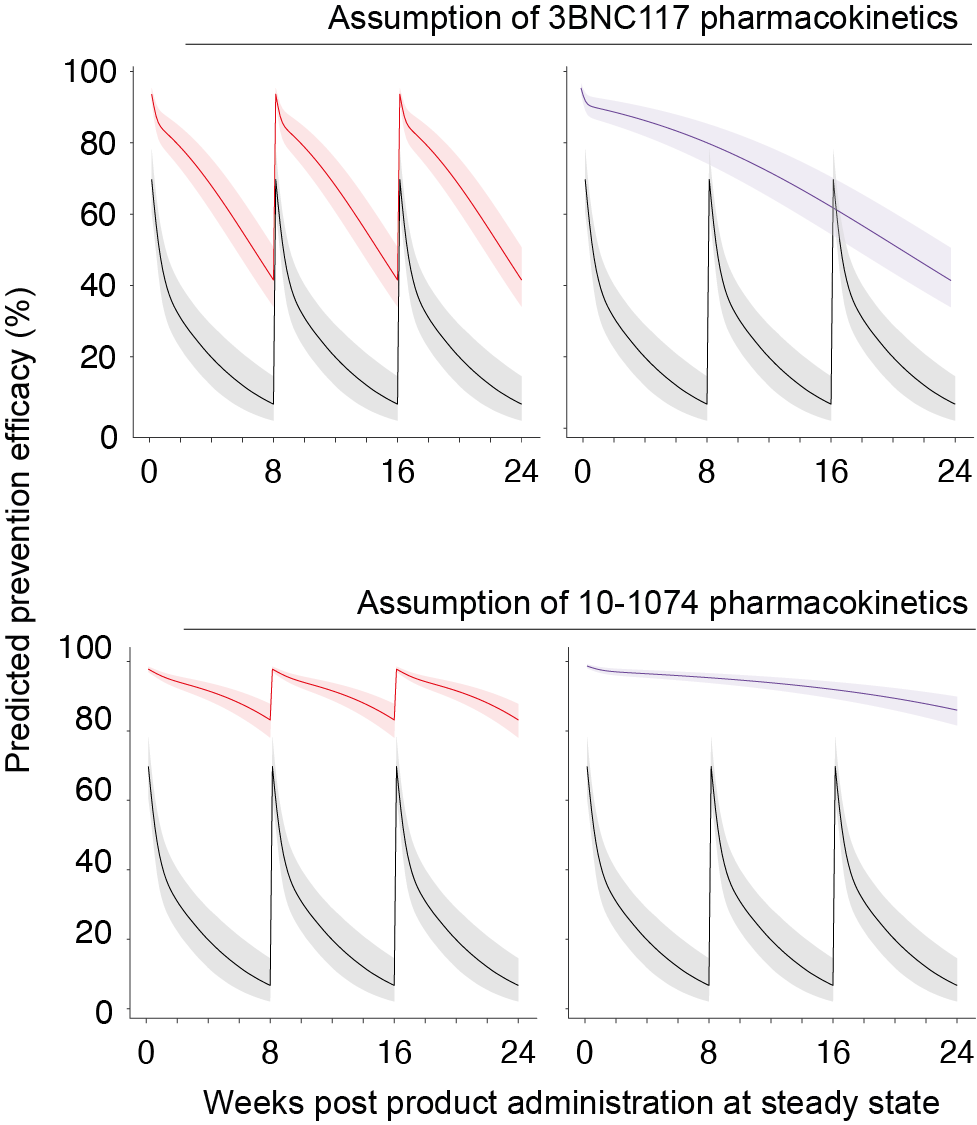 Assumption of 3BNC117 pharmacokinetics
100
80
60
40
20
0
0 8 16 24
0 8 16 24
Predicted prevention efficacy (%)
Assumption of 10-1074 pharmacokinetics
100
80
60
40
20
0
0 8 16 24
0 8 16 24
Weeks post product administration at steady state